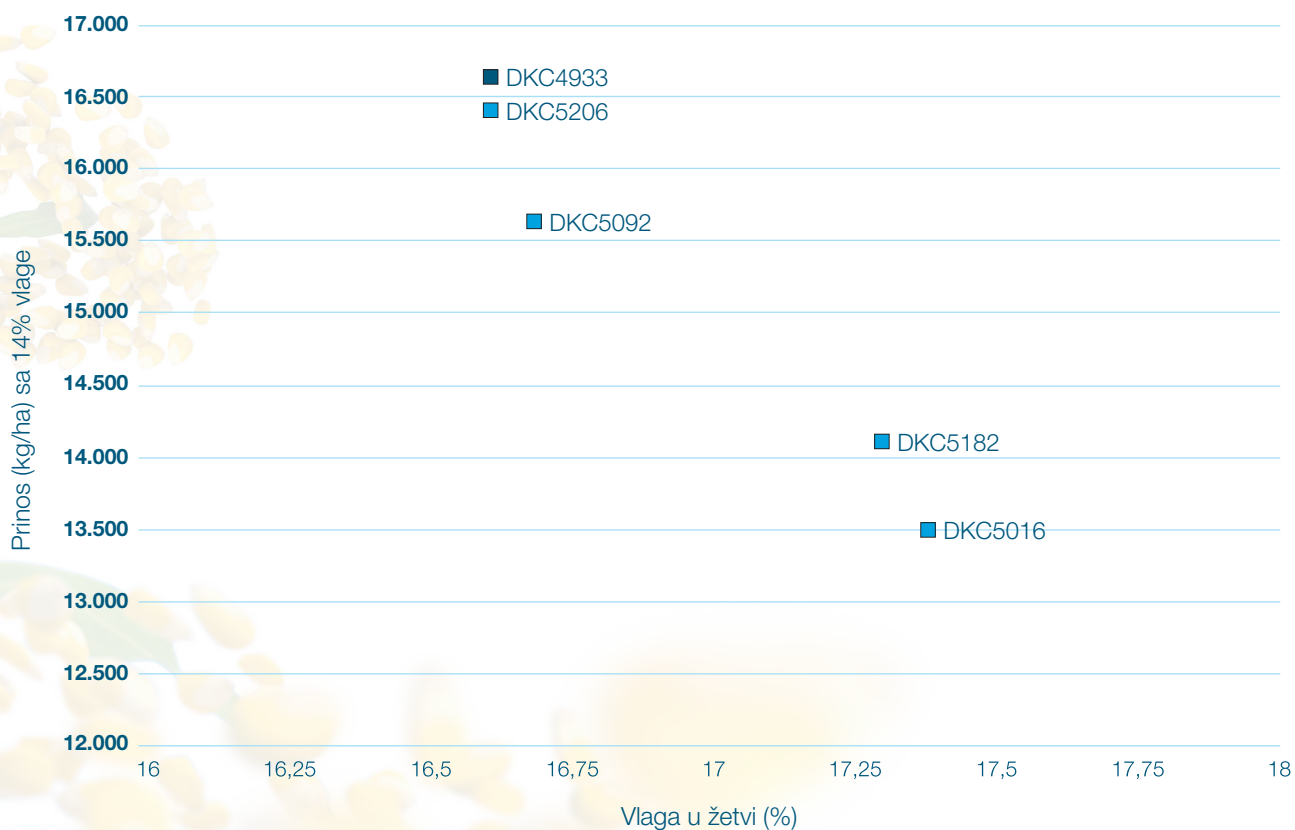 17.000
DKC4933
16.500
DKC5206
16.000
DKC5092
15.500
15.000
14.500
DKC5182
14.000
13.500
DKC5016
13.000
12.500
12.000
Prinos (kg/ha) sa 14% vlage
16 16,25 16,5 16,75 17 17,25 17,5 17,75 18
Vlaga u žetvi (%)